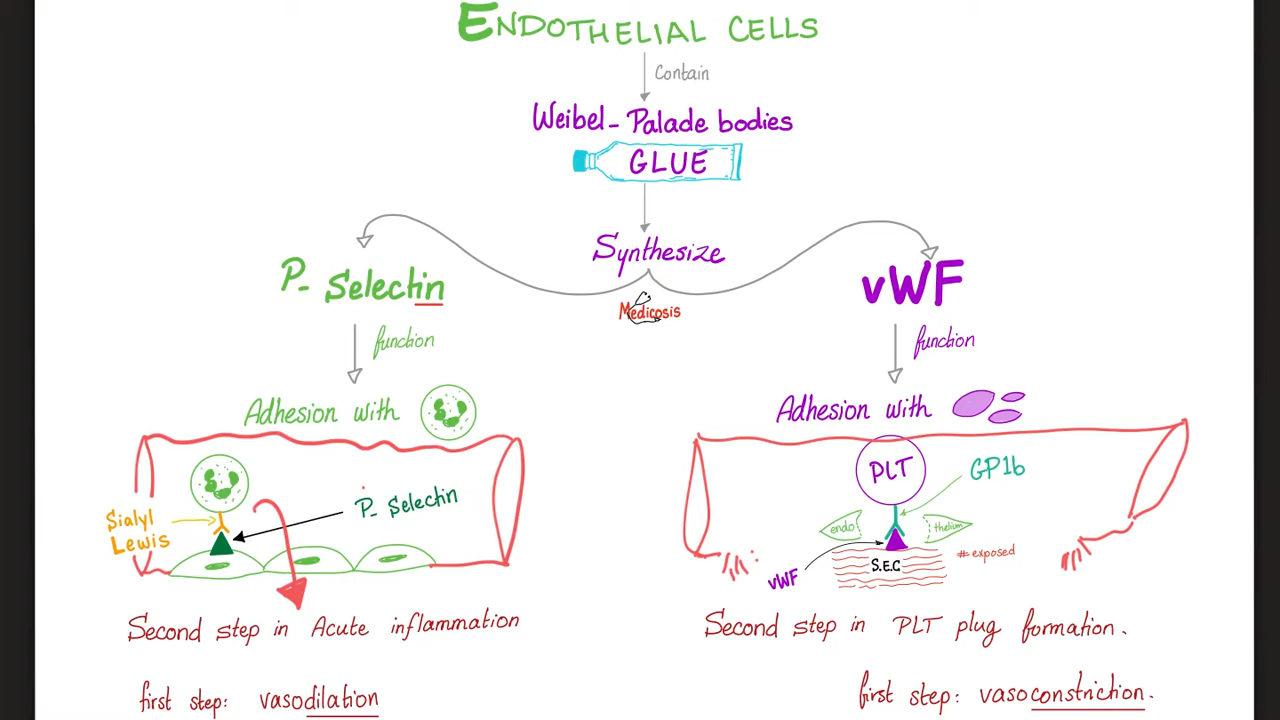 ENDOTHELIAL CELLS
Contain
Weibel-Palade bodies
GLUE
Synthesize
Medicosis
P- Selectin
function
Adhesion with
Sialyl
Lewis
P- Selectin
Second step in Acute inflammation
first step: vasodilation
vWF
function
Adhesion with
PLT
GP1b
endo
thelium
# exposed
S.E.C
vWF
Second step in PLT plug formation.
first step: vasoconstriction.